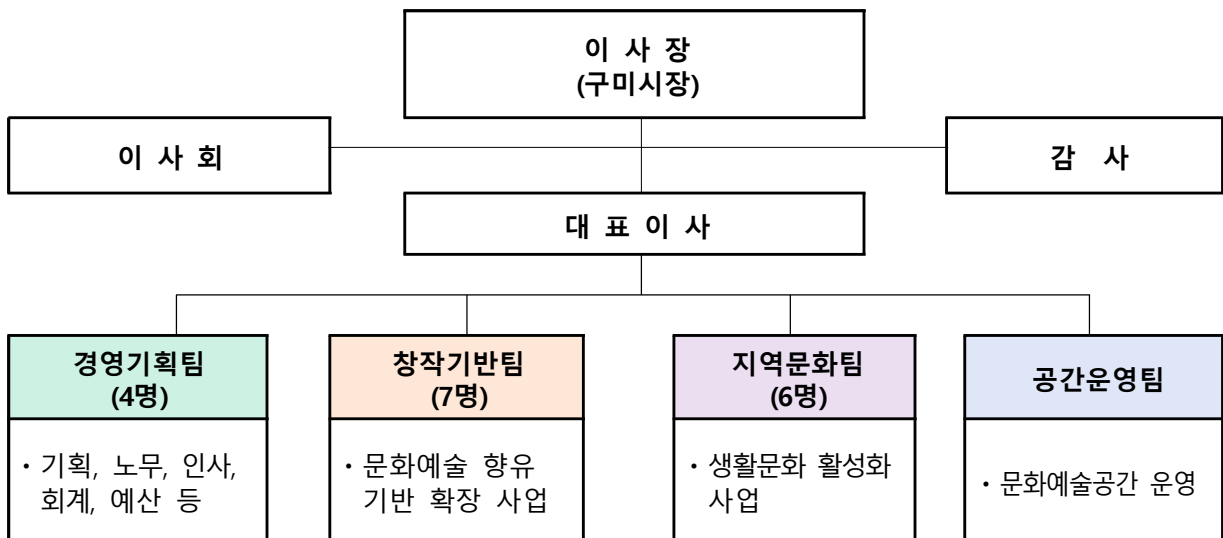 이 사 장
(구미시장)
이 사 회
감 사
대 표 이 사
경영기획팀
(4명)
창작기반팀
(7명)
지역문화팀
(6명)
공간운영팀
· 기획, 노무, 인사,
회계, 예산 등
· 문화예술 향유
기반 확장 사업
· 생활문화 활성화
사업
· 문화예술공간 운영